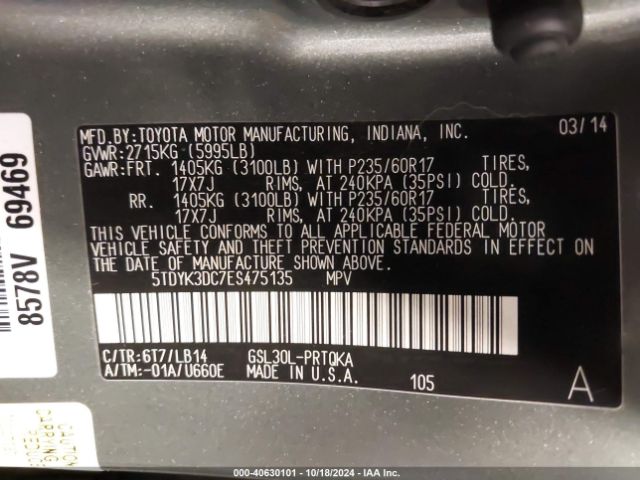 MFD.BY:TOYOTA MOTOR MANUFACTURING, INDIANA, INC. 03/14
GVWR:2715KG (5995LB)
GAWR:FRT. 1405KG (3100LB) WITH P235/60R17 TIRES,
17X7J RIMS, AT 240KPA (35PSI) COLD.
RR. 1405KG (3100LB) WITH P235/60R17 TIRES,
17X7J RIMS, AT 240KPA (35PSI) COLD.
THIS VEHICLE CONFORMS TO ALL APPLICABLE FEDERAL MOTOR
VEHICLE SAFETY AND THEFT PREVENTION STANDARDS IN EFFECT ON
THE DATE OF MANUFACTURE SHOWN ABOVE.
5TDYK3DC7ES475135 MPV
C/TR:6T7/LB14 GSL30L-PRTQKA
A/TM:-01A/U660E MADE IN U.S.A. 105 A
8578V 69469
CAUTION
CARRYING
000-40630101 | 10/18/2024 - IAA Inc.